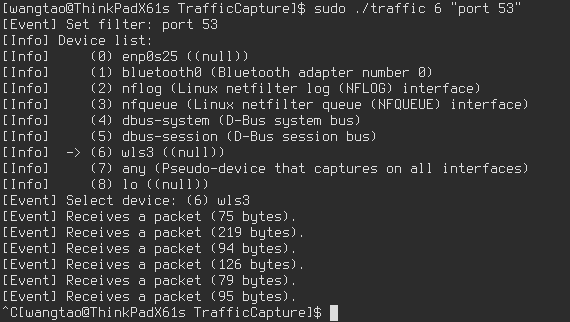 [wangtao@ThinkPadX61s TrafficCapture]$ sudo ./traffic 6 "port 53"
[Event] Set filter: port 53
[Info] Device list:
[Info]     (0) enp0s25 ((null))
[Info]     (1) bluetooth0 (Bluetooth adapter number 0)
[Info]     (2) nflog (Linux netfilter log (NFLOG) interface)
[Info]     (3) nfqueue (Linux netfilter queue (NFQUEUE) interface)
[Info]     (4) dbus-system (D-Bus system bus)
[Info]     (5) dbus-session (D-Bus session bus)
[Info]  -> (6) wls3 ((null))
[Info]     (7) any (Pseudo-device that captures on all interfaces)
[Info]     (8) lo ((null))
[Event] Select device: (6) wls3
[Event] Receives a packet (75 bytes).
[Event] Receives a packet (219 bytes).
[Event] Receives a packet (94 bytes).
[Event] Receives a packet (126 bytes).
[Event] Receives a packet (79 bytes).
[Event] Receives a packet (95 bytes).
^C[wangtao@ThinkPadX61s TrafficCapture]$